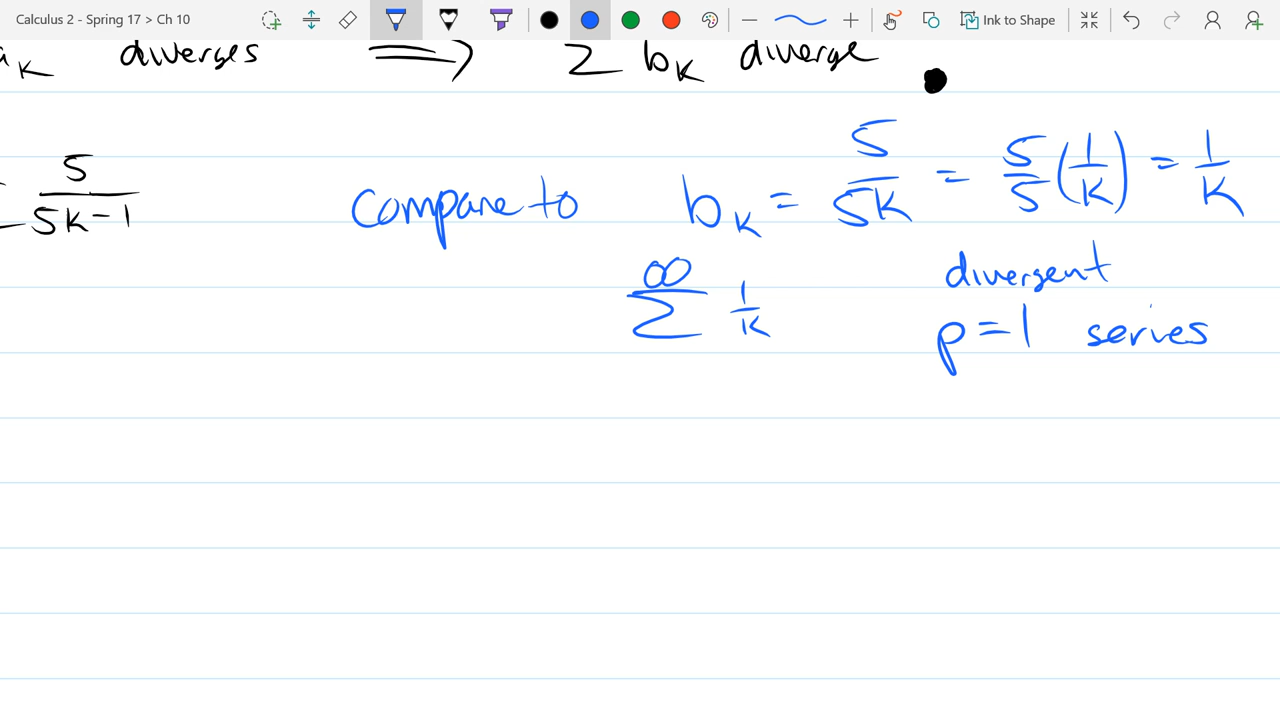 Calculus 2 - Spring 17 > Ch 10 Ink to Shape
a_K diverges ⟹ Σ b_K diverge
5/(5K-1) compare to b_K = 5/5K = 5/5 (1/K) = 1/K
∞ Σ 1/K divergent
p=1 series